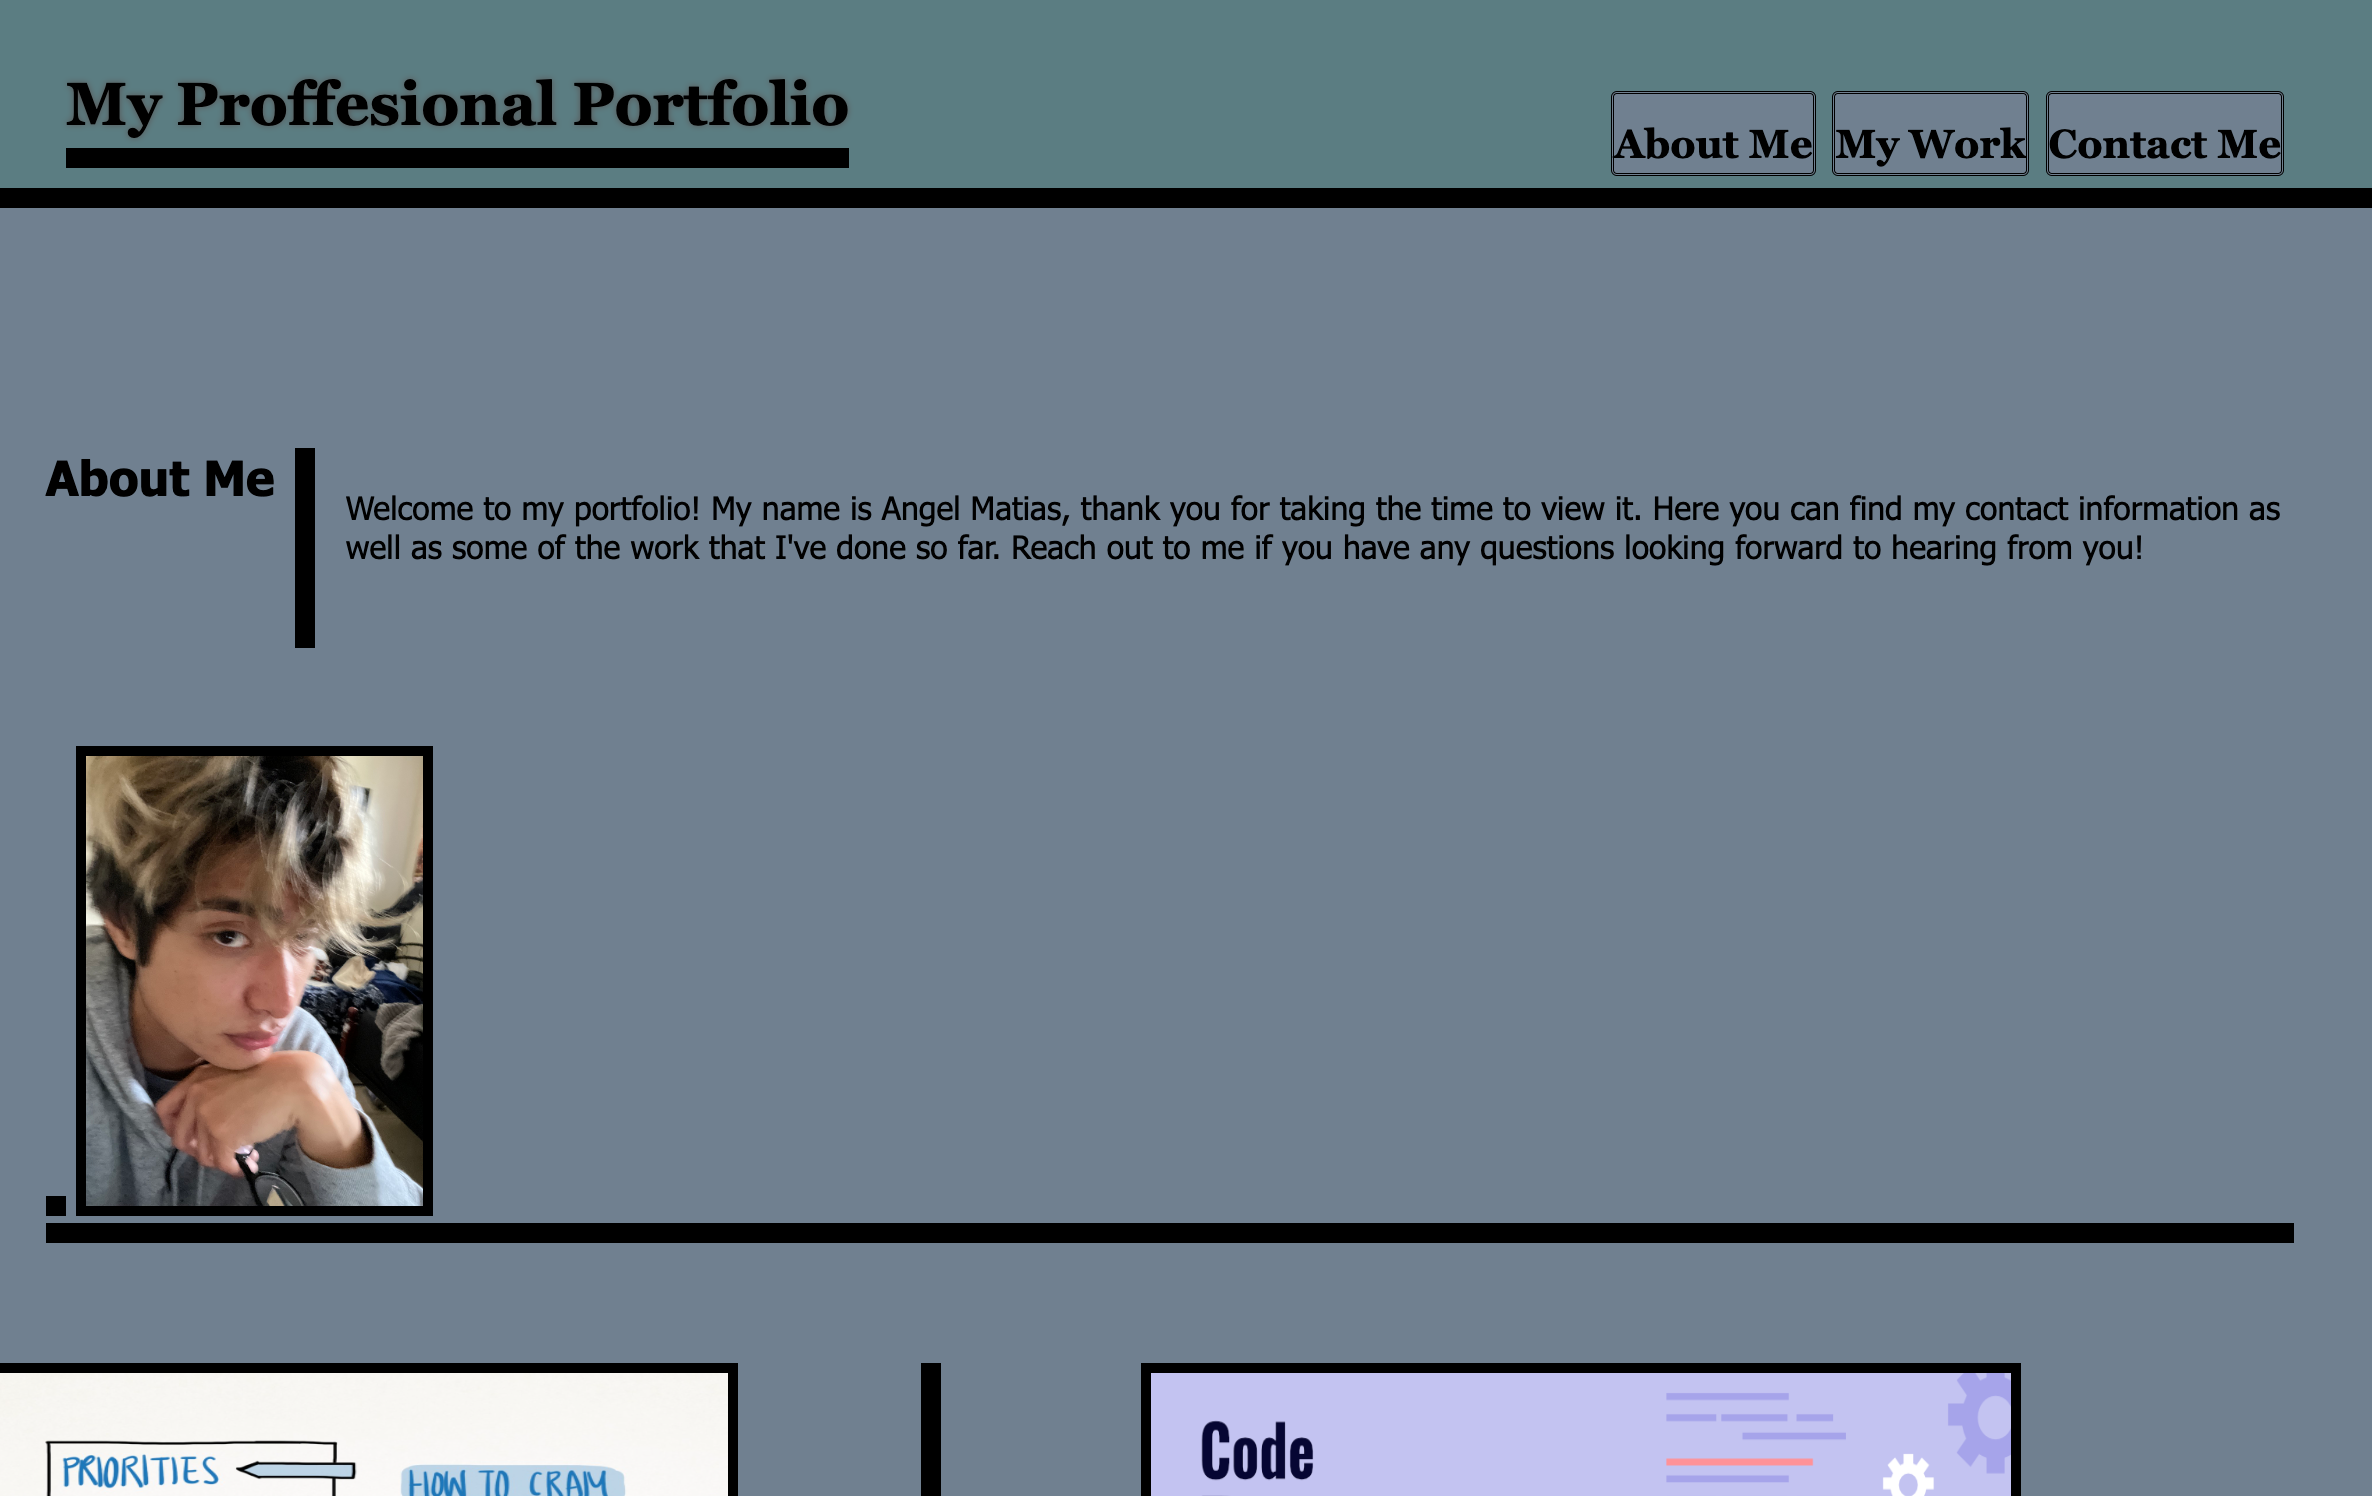 My Proffesional Portfolio
About Me
My Work
Contact Me
About Me
Welcome to my portfolio! My name is Angel Matias, thank you for taking the time to view it. Here you can find my contact information as
well as some of the work that I've done so far. Reach out to me if you have any questions looking forward to hearing from you!
PRIORITIES
HOW TO CRAM
Code